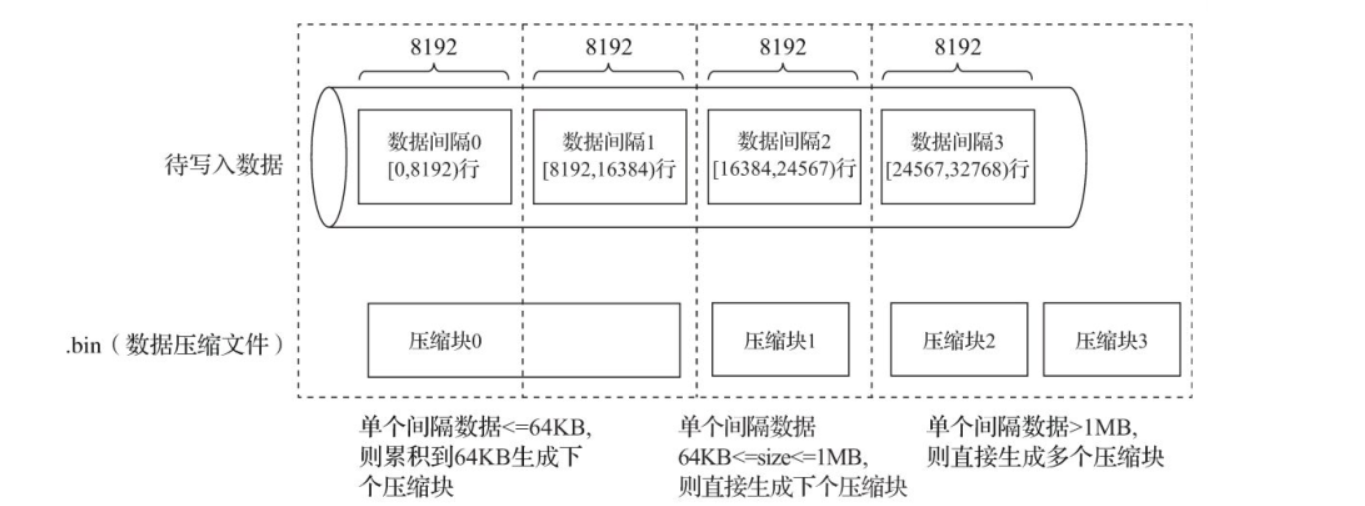 8192 8192 8192 8192
待写入数据
数据间隔0
[0,8192)行
数据间隔1
[8192,16384)行
数据间隔2
[16384,24567)行
数据间隔3
[24567,32768)行
.bin（数据压缩文件）
压缩块0
压缩块1
压缩块2
压缩块3
单个间隔数据<=64KB,
则累积到64KB生成下
个压缩块
单个间隔数据
64KB<=size<=1MB,
则直接生成下个压缩块
单个间隔数据>1MB,
则直接生成多个压缩块